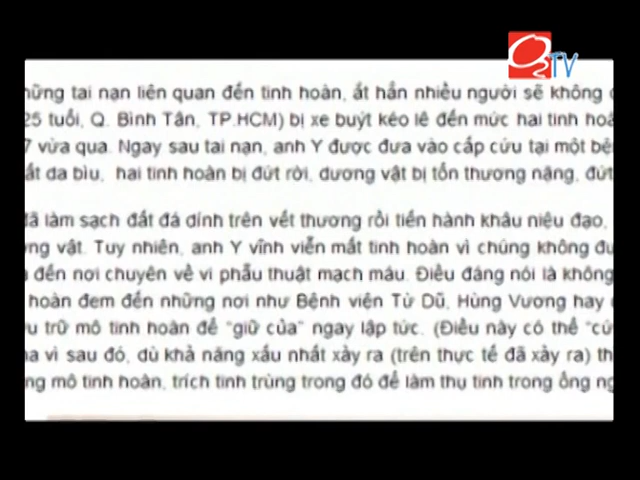 O2TV
hững tai nạn liên quan đến tinh hoàn, ắt hẳn nhiều người sẽ không
25 tuổi, Q. Bình Tân, TP.HCM) bị xe buýt kéo lê đến mức hai tinh hoà
7 vừa qua. Ngay sau tai nạn, anh Y được đưa vào cấp cứu tại một bệ
ất da bìu, hai tinh hoàn bị đứt rời, dương vật bị tổn thương nặng, đứt
đã làm sạch đất đá dính trên vết thương rồi tiến hành khâu niệu đạo,
ng vật. Tuy nhiên, anh Y vĩnh viễn mất tinh hoàn vì chúng không đu
đến nơi chuyên về vi phẫu thuật mạch máu. Điều đáng nói là không
hoàn đem đến những nơi như Bệnh viện Từ Dũ, Hùng Vương hay
u trữ mô tinh hoàn để "giữ của" ngay lập tức. (Điều này có thể "cứ
a vì sau đó, dù khả năng xấu nhất xảy ra (trên thực tế đã xảy ra) th
ng mô tinh hoàn, trích tinh trùng trong đó để làm thụ tinh trong ống ng